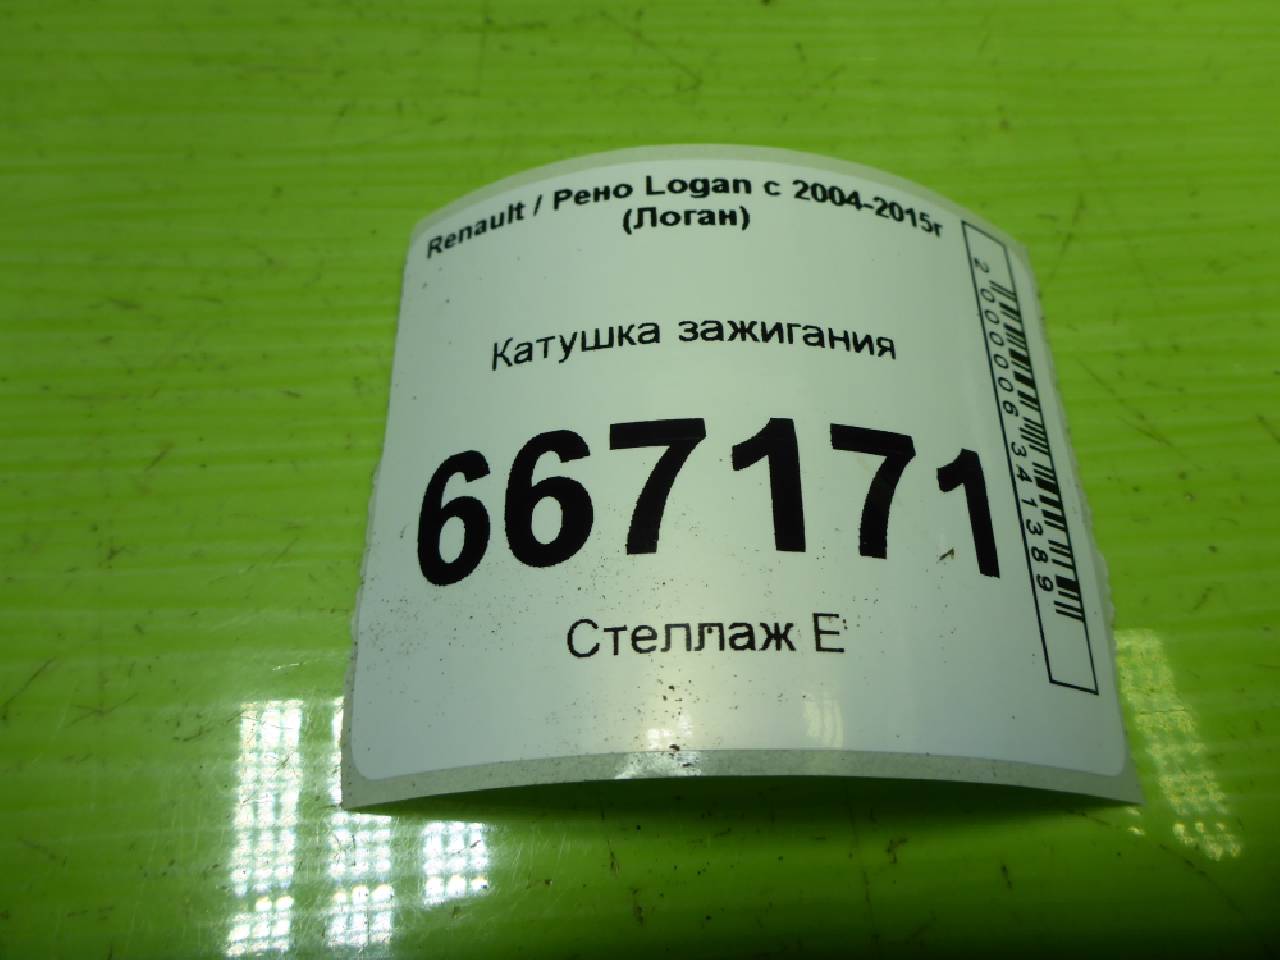 Renault / Рено Logan с 2004-2015г
(Логан)
Катушка зажигания
667171
Стеллаж Е
2000006341389